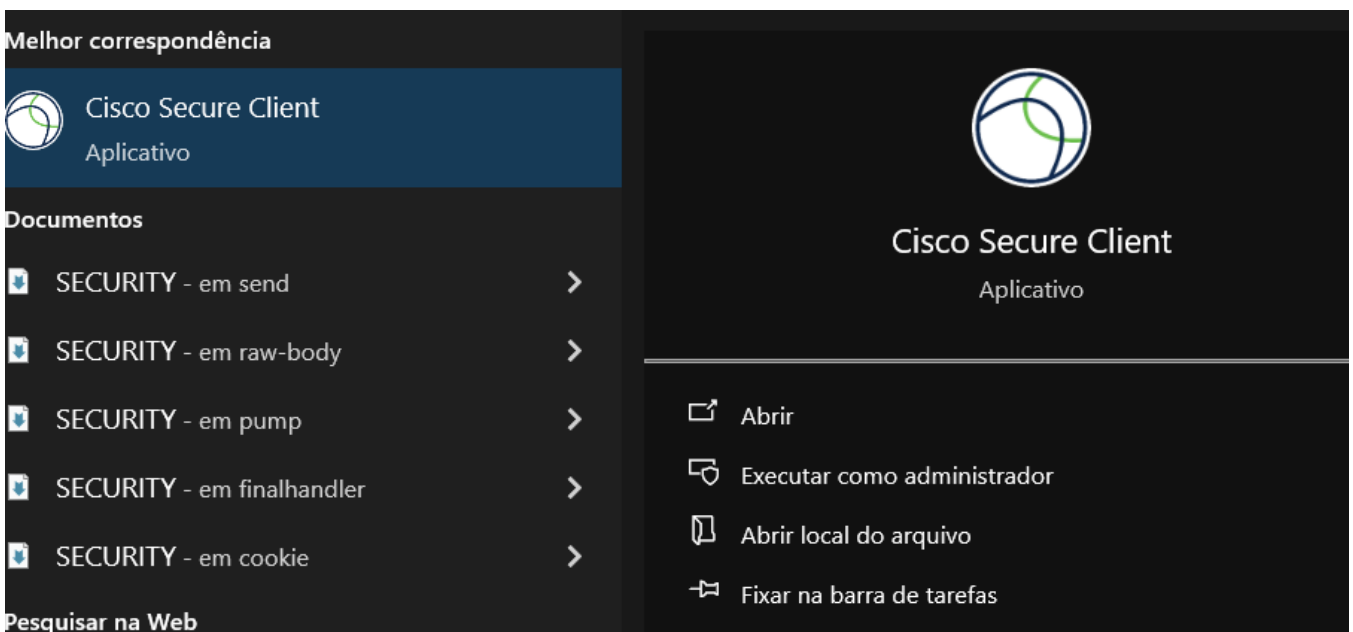 Melhor correspondência
Cisco Secure Client
Aplicativo
Documentos
SECURITY - em send
SECURITY - em raw-body
SECURITY - em pump
SECURITY - em finalhandler
SECURITY - em cookie
Pesquisar na Web
Cisco Secure Client
Aplicativo
Abrir
Executar como administrador
Abrir local do arquivo
Fixar na barra de tarefas